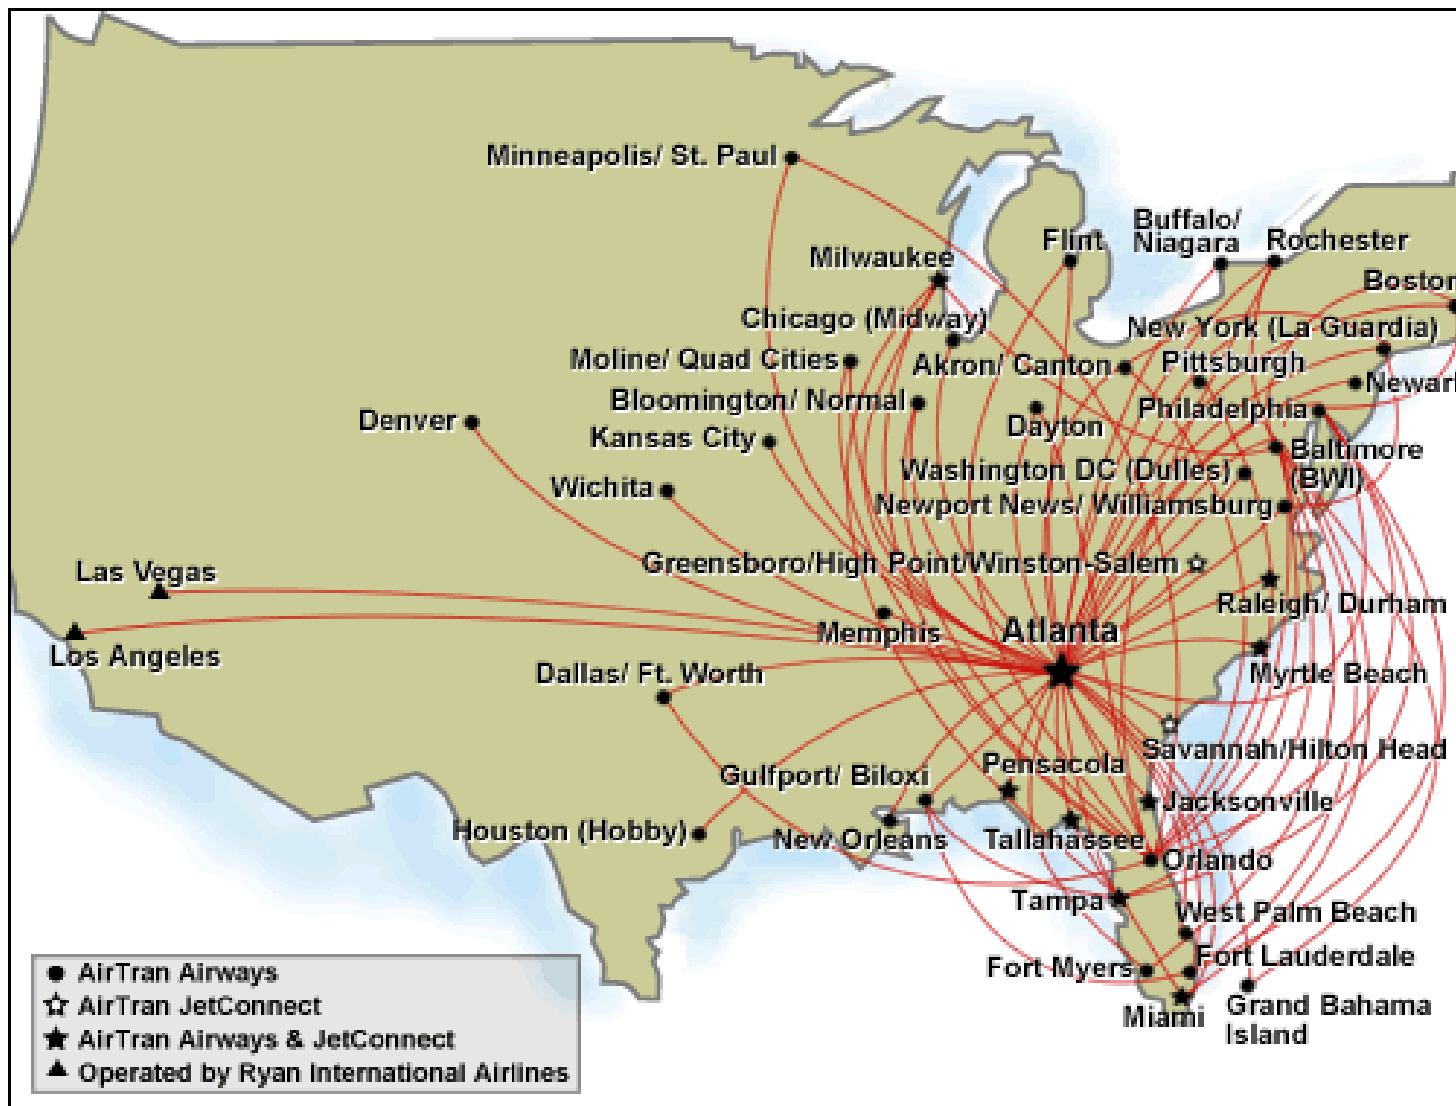 Minneapolis/ St. Paul
Buffalo/
Niagara
Flint
Rochester
Milwaukee
Boston
Chicago (Midway)
New York (La Guardia)
Moline/ Quad Cities
Akron/ Canton
Pittsburgh
Newark
Bloomington/ Normal
Philadelphia
Denver
Dayton
Kansas City
Baltimore
(BWI)
Washington DC (Dulles)
Wichita
Newport News/ Williamsburg
Greensboro/High Point/Winston-Salem
Las Vegas
Raleigh/ Durham
Memphis
Atlanta
Los Angeles
Dallas/ Ft. Worth
Myrtle Beach
Savannah/Hilton Head
Pensacola
Gulfport/ Biloxi
Jacksonville
Houston (Hobby)
New Orleans
Tallahassee
Orlando
Tampa
West Palm Beach
Fort Lauderdale
Fort Myers
Miami
Grand Bahama
Island
AirTran Airways
AirTran JetConnect
AirTran Airways & JetConnect
Operated by Ryan International Airlines